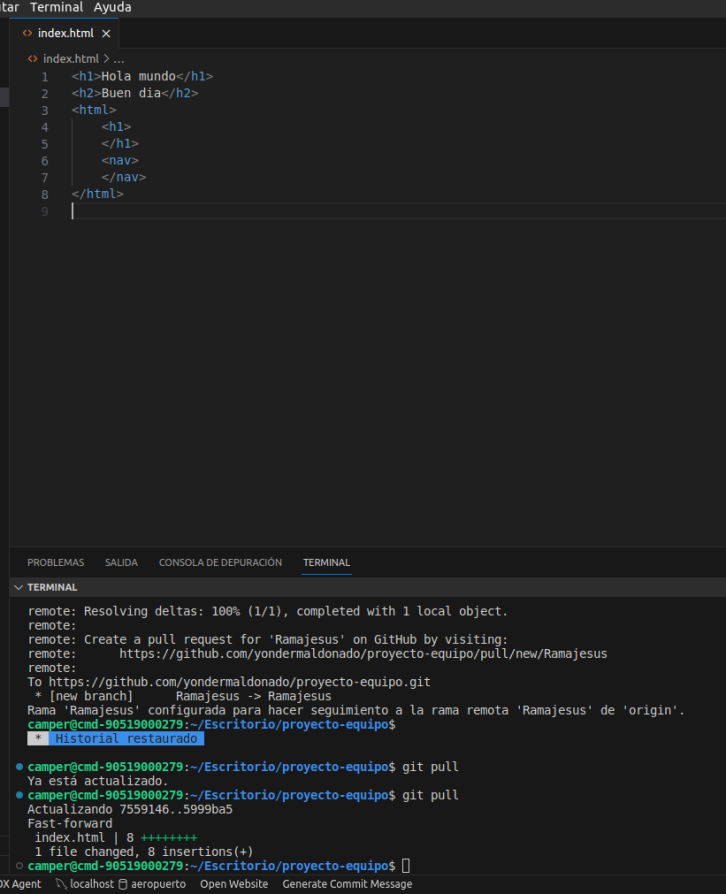 tar Terminal Ayuda
<> index.html ×
<> index.html > ...
1 <h1>Hola mundo</h1>
2 <h2>Buen dia</h2>
3 <html>
4     <h1>
5     </h1>
6     <nav>
7     </nav>
8 </html>
9
PROBLEMAS SALIDA CONSOLA DE DEPURACIÓN TERMINAL
TERMINAL
remote: Resolving deltas: 100% (1/1), completed with 1 local object.
remote:
remote: Create a pull request for 'Ramajesus' on GitHub by visiting:
remote:      https://github.com/yondermaldonado/proyecto-equipo/pull/new/Ramajesus
remote:
To https://github.com/yondermaldonado/proyecto-equipo.git
 * [new branch]      Ramajesus -> Ramajesus
Rama 'Ramajesus' configurada para hacer seguimiento a la rama remota 'Ramajesus' de 'origin'.
camper@cmd-90519000279:~/Escritorio/proyecto-equipo$
 * Historial restaurado
camper@cmd-90519000279:~/Escritorio/proyecto-equipo$ git pull
Ya está actualizado.
camper@cmd-90519000279:~/Escritorio/proyecto-equipo$ git pull
Actualizando 7559146..5999ba5
Fast-forward
 index.html | 8 ++++++++
 1 file changed, 8 insertions(+)
camper@cmd-90519000279:~/Escritorio/proyecto-equipo$
OX Agent localhost aeropuerto Open Website Generate Commit Message